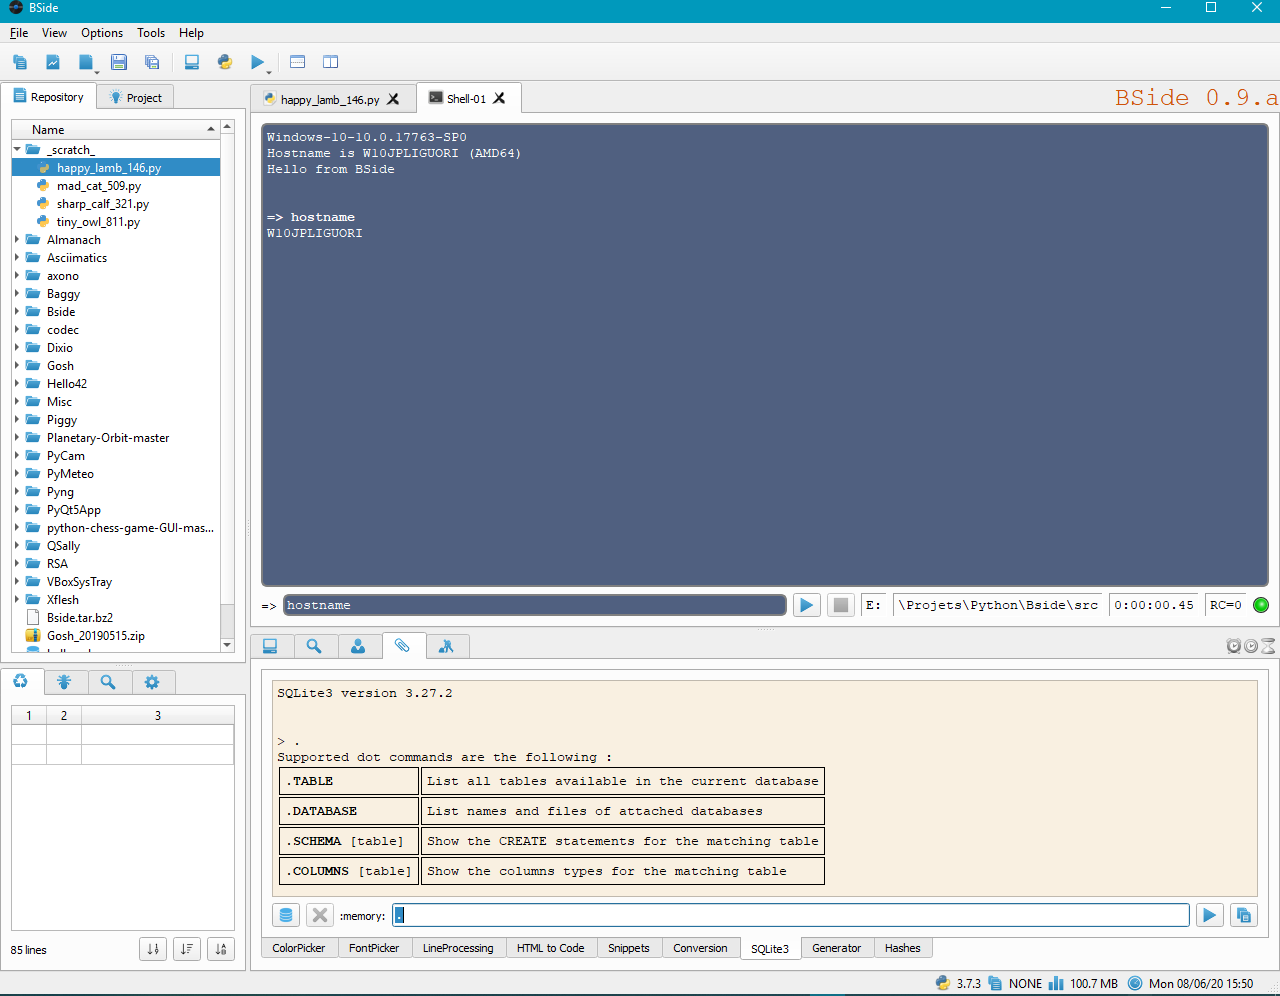 BSide
File View Options Tools Help
Repository
Project
Name
_scratch_
happy_lamb_146.py
mad_cat_509.py
sharp_calf_321.py
tiny_owl_811.py
Almanach
Asciimatics
axono
Baggy
Bside
codec
Dixio
Gosh
Hello42
Misc
Piggy
Planetary-Orbit-master
PyCam
PyMeteo
Pyng
PyQt5App
python-chess-game-GUI-mas...
QSally
RSA
VBoxSysTray
Xflesh
Bside.tar.bz2
Gosh_20190515.zip
1 2 3
85 lines
happy_lamb_146.py
Shell-01
BSide 0.9.a
Windows-10-10.0.17763-SP0
Hostname is W10JPLIGUORI (AMD64)
Hello from BSide
=> hostname
W10JPLIGUORI
=> hostname
E: \Projets\Python\Bside\src 0:00:00.45 RC=0
SQLite3 version 3.27.2
> .
Supported dot commands are the following :
.TABLE List all tables available in the current database
.DATABASE List names and files of attached databases
.SCHEMA [table] Show the CREATE statements for the matching table
.COLUMNS [table] Show the columns types for the matching table
:memory: .
ColorPicker FontPicker LineProcessing HTML to Code Snippets Conversion SQLite3 Generator Hashes
3.7.3 NONE 100.7 MB Mon 08/06/20 15:50